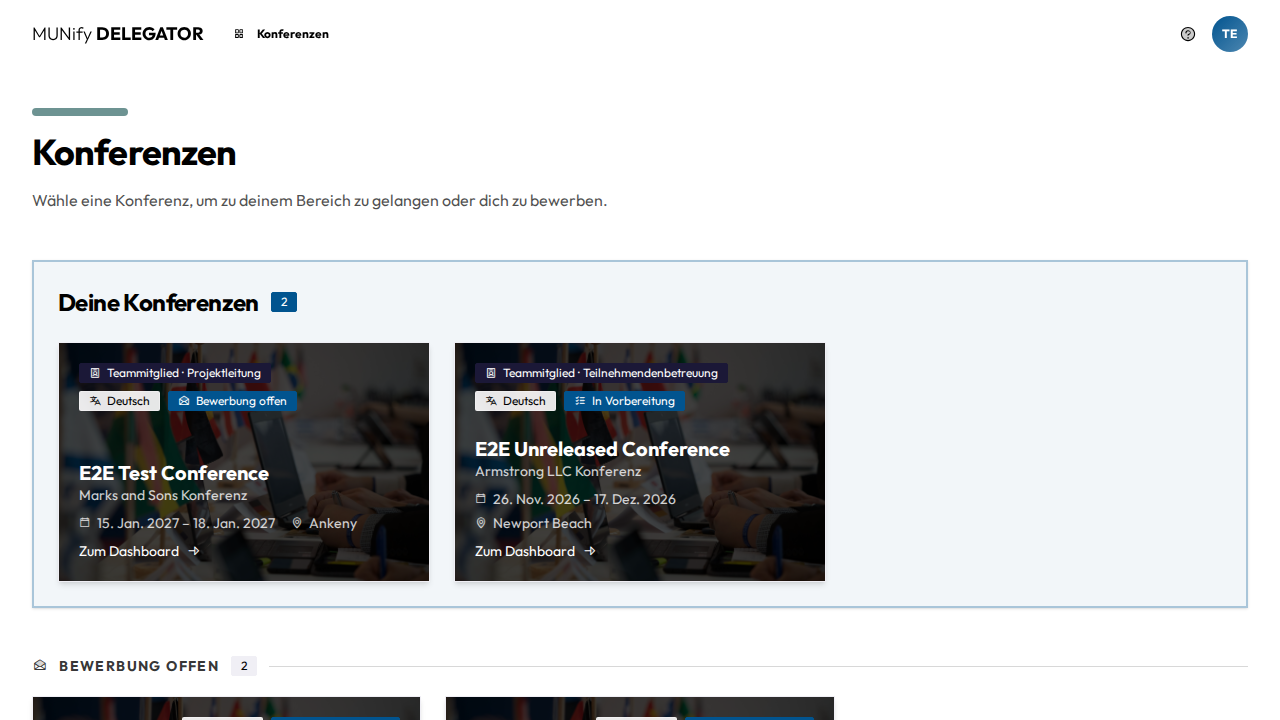 MUNify DELEGATOR
Konferenzen
TE
Konferenzen
Wähle eine Konferenz, um zu deinem Bereich zu gelangen oder dich zu bewerben.
Deine Konferenzen 2
Teammitglied · Projektleitung
Deutsch
Bewerbung offen
E2E Test Conference
Marks and Sons Konferenz
15. Jan. 2027 – 18. Jan. 2027
Ankeny
Zum Dashboard
Teammitglied · Teilnehmendenbetreuung
Deutsch
In Vorbereitung
E2E Unreleased Conference
Armstrong LLC Konferenz
26. Nov. 2026 – 17. Dez. 2026
Newport Beach
Zum Dashboard
BEWERBUNG OFFEN 2